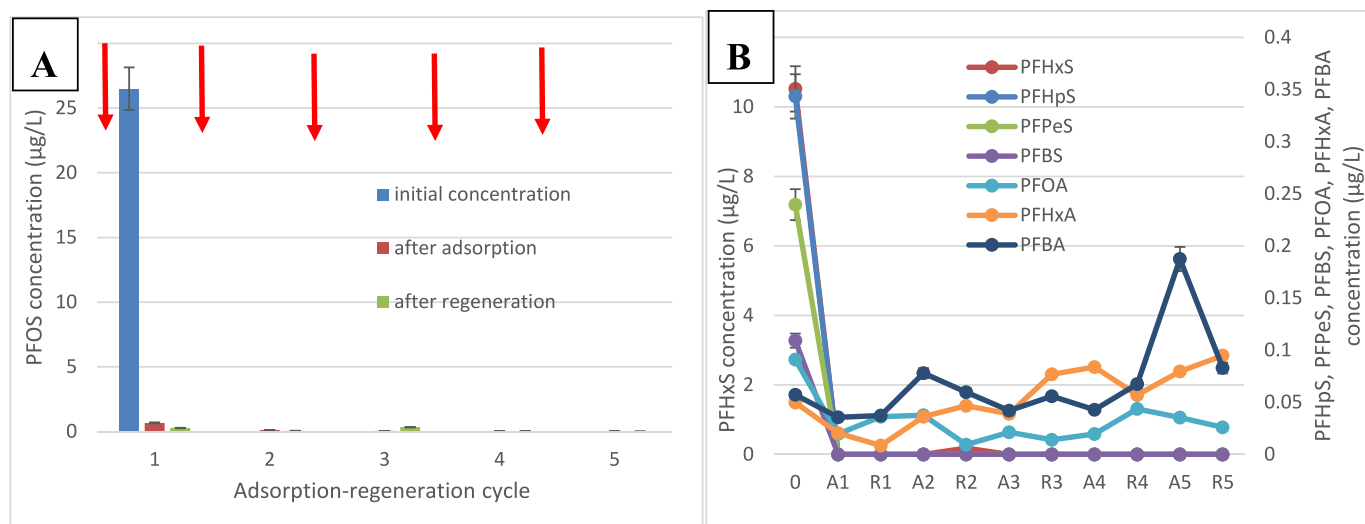 A
PFOS concentration (µg/L)
25
20
15
10
5
0
initial concentration
after adsorption
after regeneration
1 2 3 4 5
Adsorption-regeneration cycle
B
PFHxS concentration (µg/L)
10
8
6
4
2
0
PFHxS
PFHpS
PFPeS
PFBS
PFOA
PFHxA
PFBA
0.4
0.35
0.3
0.25
0.2
0.15
0.1
0.05
0
0 A1 R1 A2 R2 A3 R3 A4 R4 A5 R5
PFHpS, PFPeS, PFBS, PFOA, PFHxA, PFBA
concentration (µg/L)